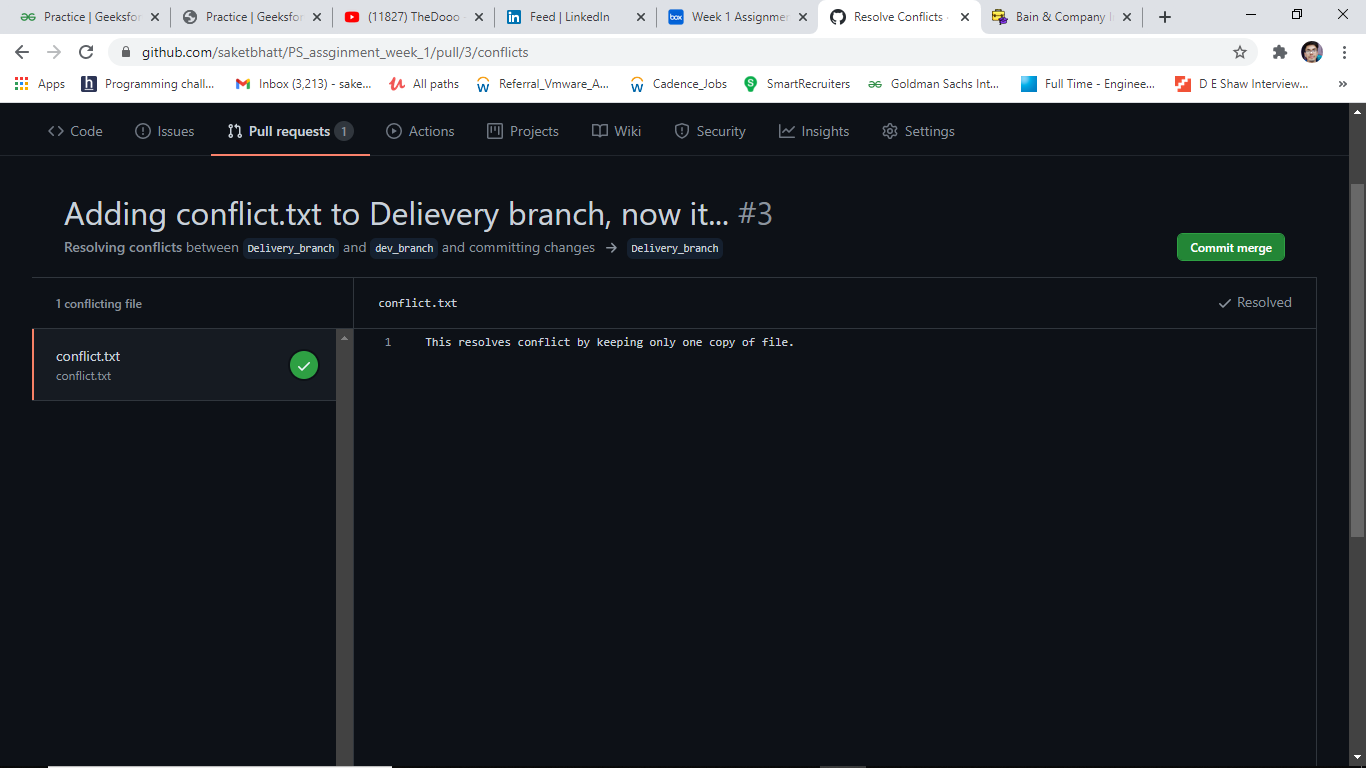 Practice | Geeksfor
Practice | Geeksfor
(11827) TheDooo -
Feed | LinkedIn
box Week 1 Assignmen
Resolve Conflicts ·
Bain & Company I
github.com/saketbhatt/PS_assginment_week_1/pull/3/conflicts
Apps
Programming chall...
Inbox (3,213) - sake...
All paths
Referral_Vmware_A...
Cadence_Jobs
SmartRecruiters
Goldman Sachs Int...
Full Time - Enginee...
D E Shaw Interview...
»
<> Code
Issues
Pull requests 1
Actions
Projects
Wiki
Security
Insights
Settings
Adding conflict.txt to Delievery branch, now it... #3
Resolving conflicts between Delivery_branch and dev_branch and committing changes → Delivery_branch
Commit merge
1 conflicting file
conflict.txt
Resolved
conflict.txt
conflict.txt
1 This resolves conflict by keeping only one copy of file.